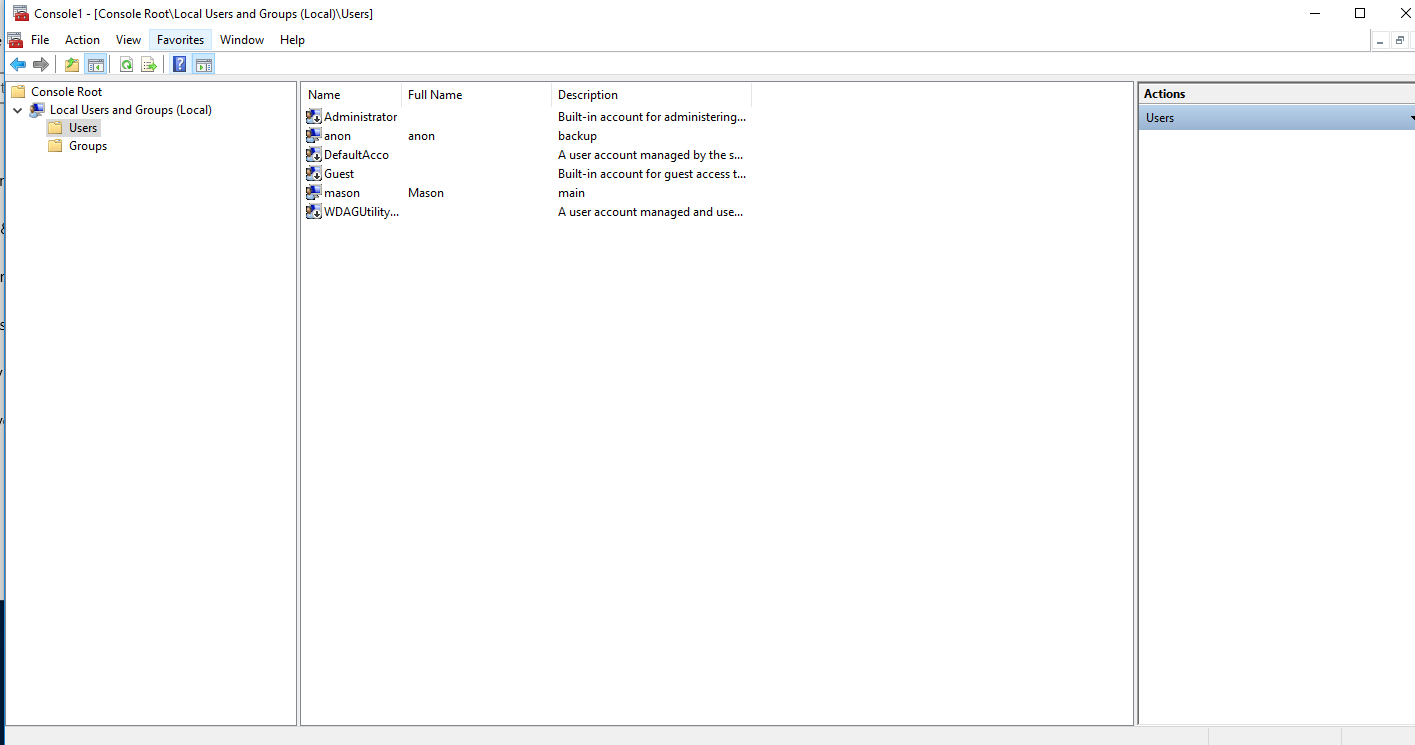 Console1 - [Console Root\Local Users and Groups (Local)\Users]
File Action View Favorites Window Help
Console Root
Local Users and Groups (Local)
Users
Groups
Name Full Name Description
Administrator Built-in account for administering...
anon anon backup
DefaultAcco A user account managed by the s...
Guest Built-in account for guest access t...
mason Mason main
WDAGUtility... A user account managed and use...
Actions
Users